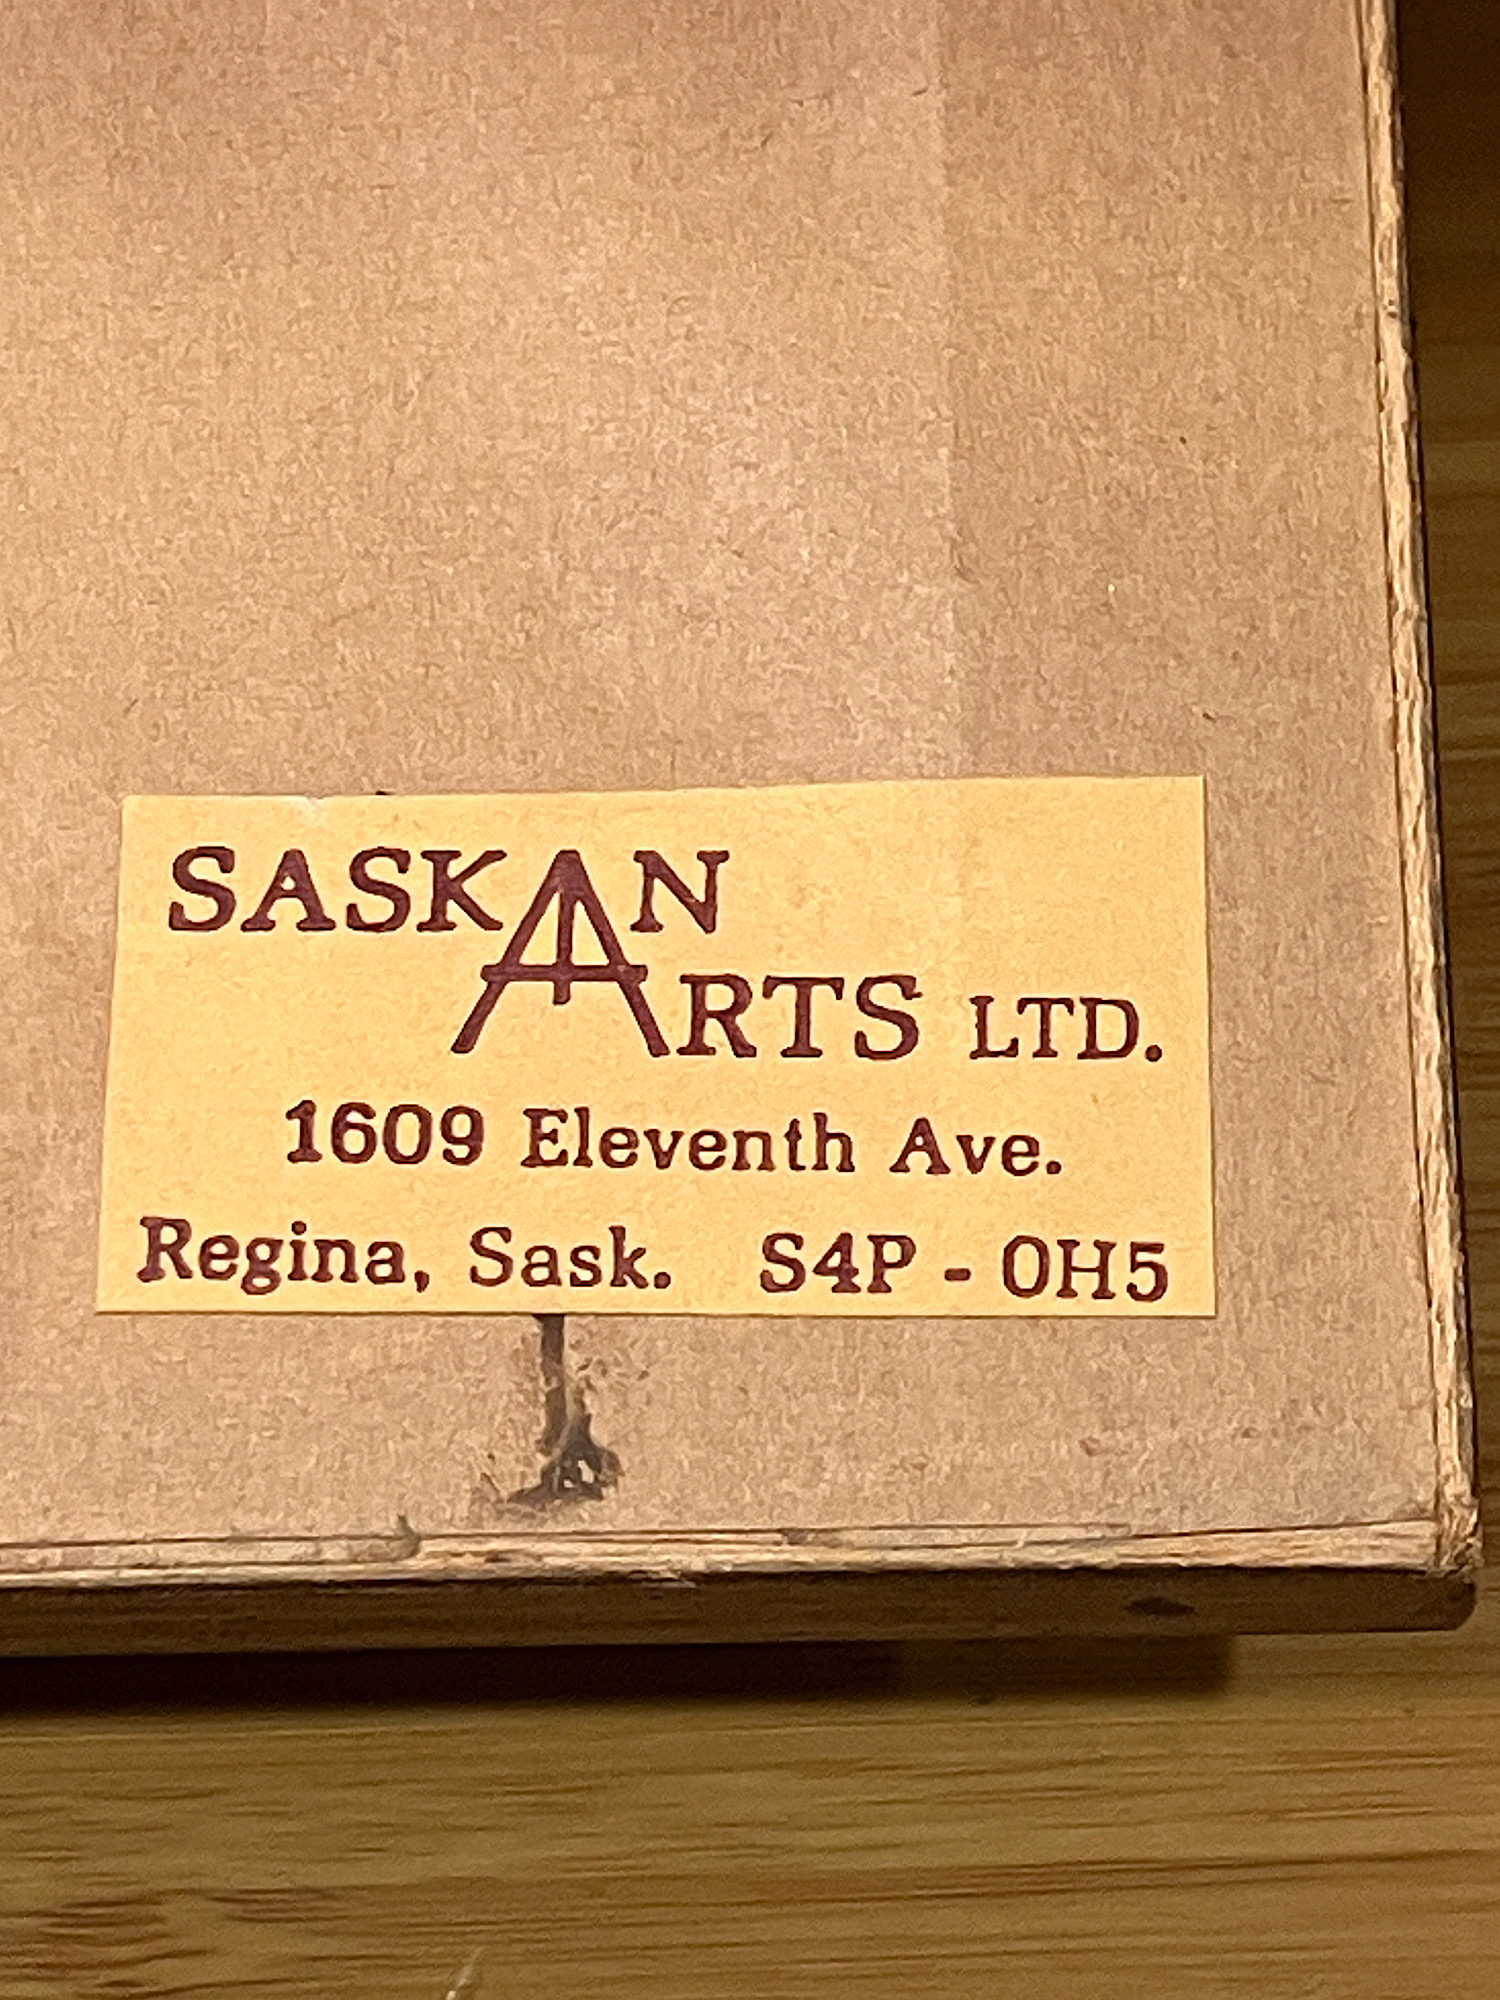 SASKAN
ARTS LTD.
1609 Eleventh Ave.
Regina, Sask. S4P - 0H5